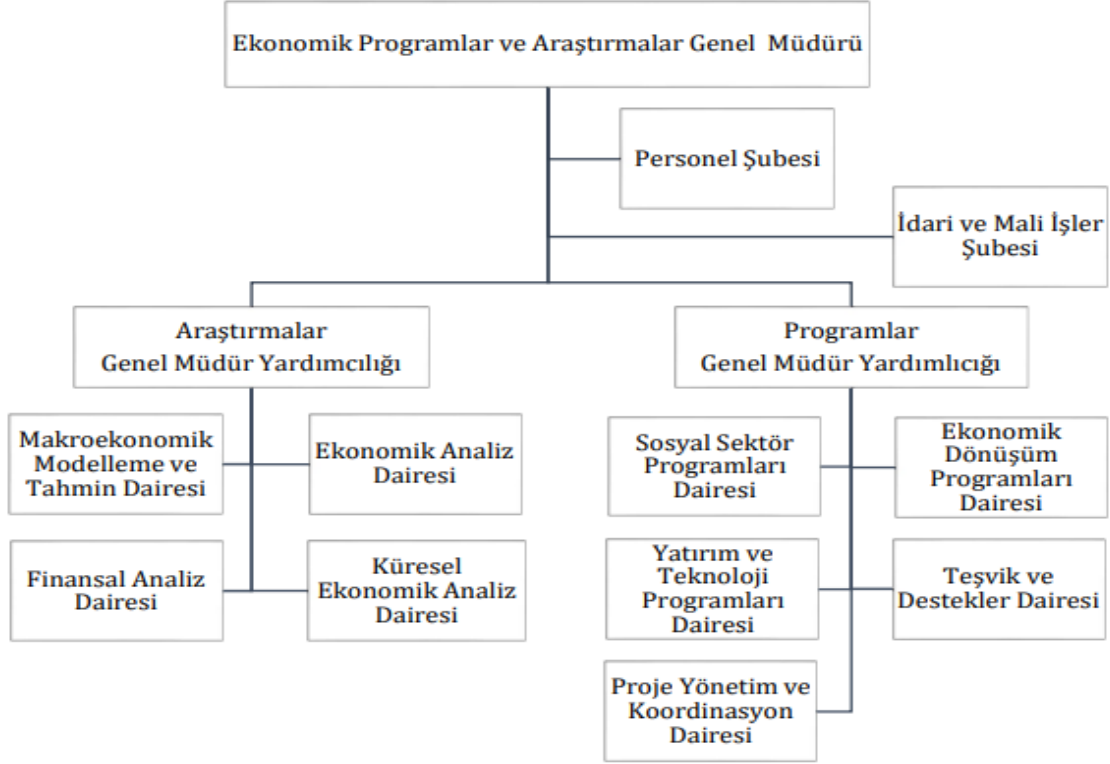 Ekonomik Programlar ve Araştırmalar Genel Müdürü
Personel Şubesi
İdari ve Mali İşler
Şubesi
Araştırmalar
Genel Müdür Yardımcılığı
Programlar
Genel Müdür Yardımlıcığı
Makroekonomik
Modelleme ve
Tahmin Dairesi
Ekonomik Analiz
Dairesi
Finansal Analiz
Dairesi
Küresel
Ekonomik Analiz
Dairesi
Sosyal Sektör
Programları
Dairesi
Ekonomik
Dönüşüm
Programları
Dairesi
Yatırım ve
Teknoloji
Programları
Dairesi
Teşvik ve
Destekler Dairesi
Proje Yönetim ve
Koordinasyon
Dairesi